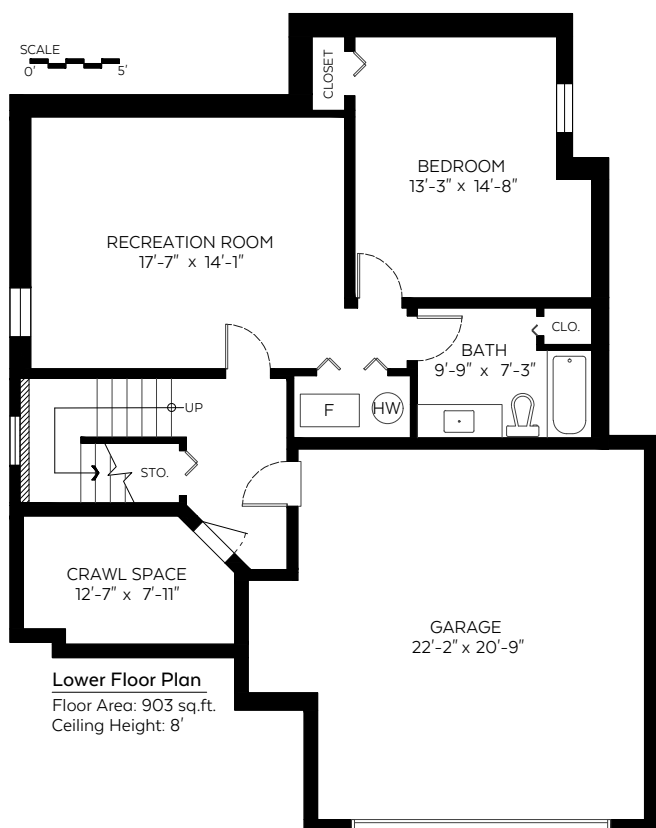 SCALE
0' 5'
CLOSET
BEDROOM
13'-3" x 14'-8"
RECREATION ROOM
17'-7" x 14'-1"
CLO.
BATH
9'-9" x 7'-3"
UP
F
HW
STO.
CRAWL SPACE
12'-7" x 7'-11"
GARAGE
22'-2" x 20'-9"
Lower Floor Plan
Floor Area: 903 sq.ft.
Ceiling Height: 8'